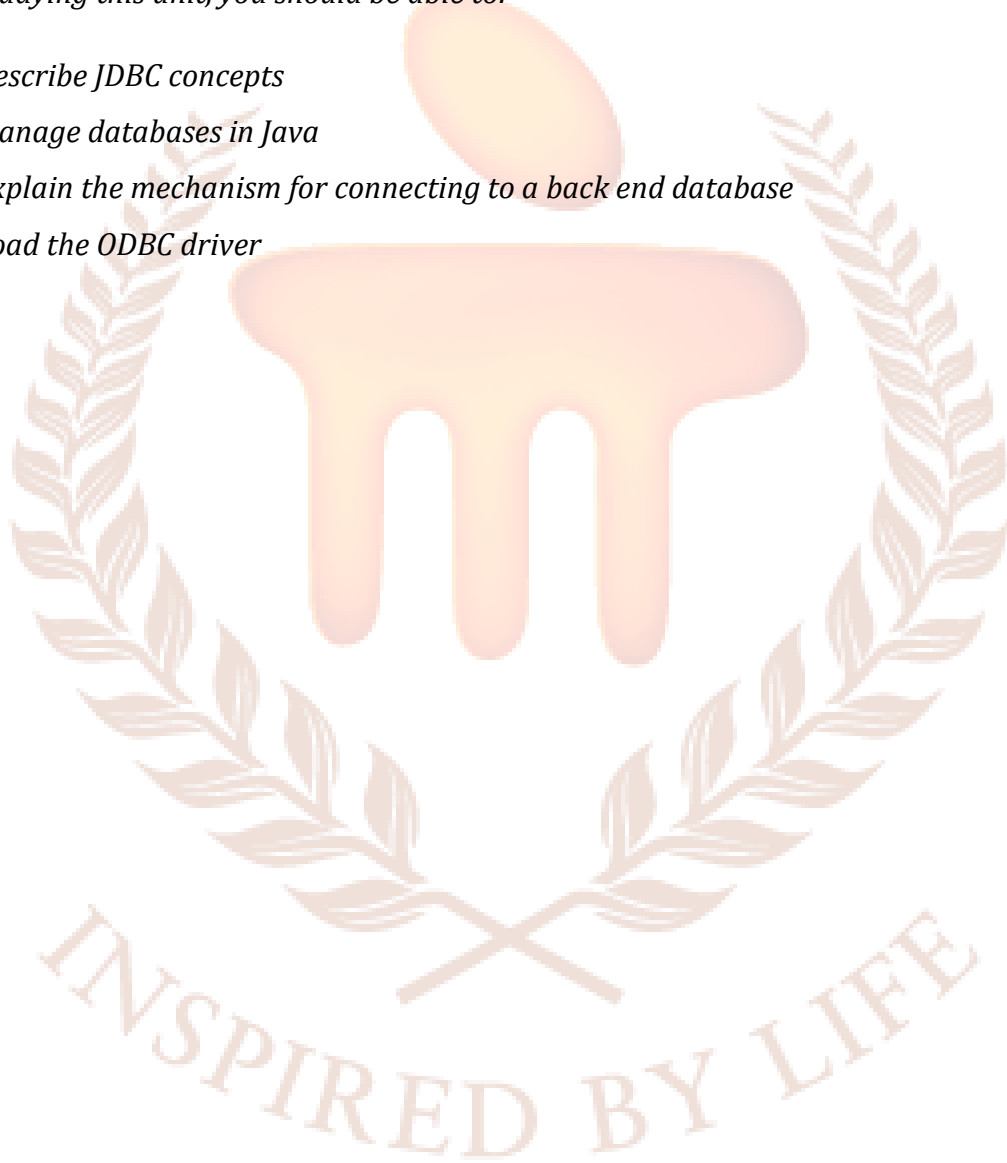 udying this unit, you should be able to:
escribe JDBC concepts
anage databases in Java
xplain the mechanism for connecting to a back end database
oad the ODBC driver
INSPIRED BY LIFE